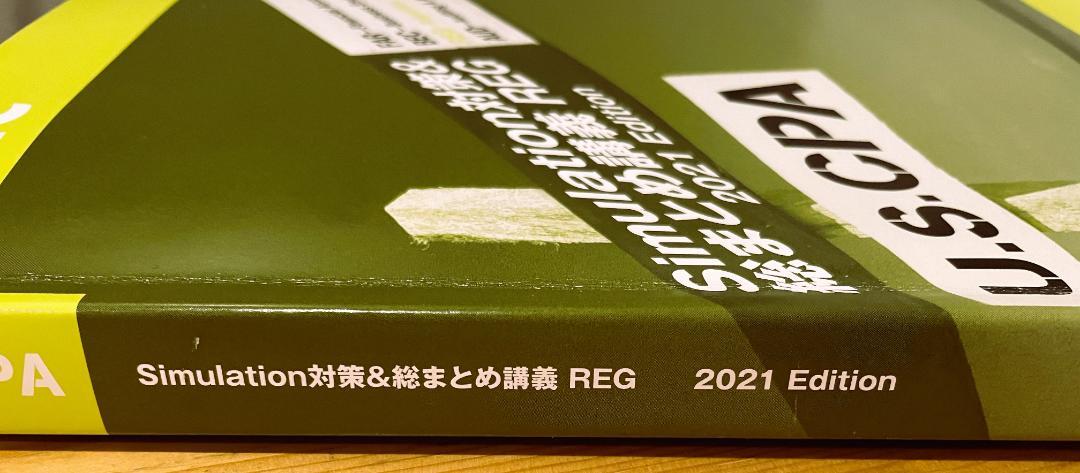 U.S.CPA
Simulation対策&
総まとめ講義 REG
2021 Edition
PA
Simulation対策&総まとめ講義 REG 2021 Edition